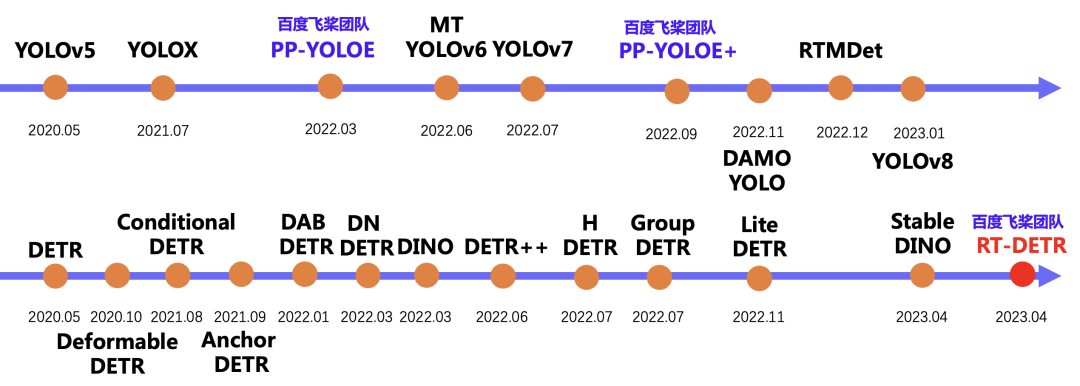 百度飞桨团队
MT
百度飞桨团队
YOLOv5 YOLOX PP-YOLOE YOLOv6 YOLOv7 PP-YOLOE+ RTMDet
2020.05 2021.07 2022.03 2022.06 2022.07 2022.09 2022.11 2022.12 2023.01
DAMO
YOLO
YOLOv8
Conditional DAB DN H Group Lite Stable 百度飞桨团队
DETR DETR DETR DETR DINO DETR++ DETR DETR DETR DINO RT-DETR
2020.05 2020.10 2021.08 2021.09 2022.01 2022.03 2022.03 2022.06 2022.07 2022.07 2022.11 2023.04 2023.04
Deformable
DETR
Anchor
DETR